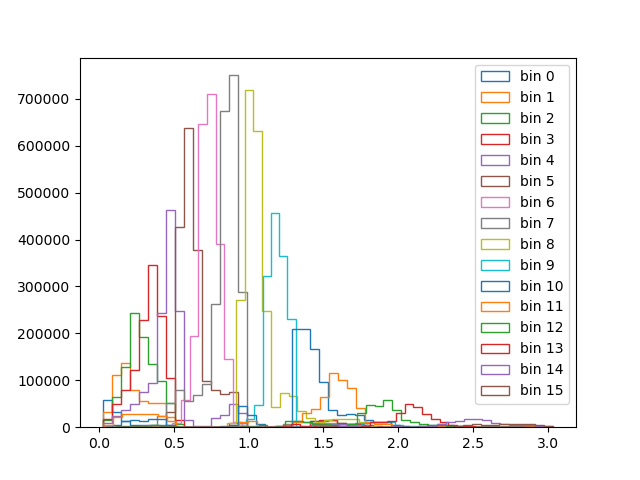 700000
600000
500000
400000
300000
200000
100000
0
0.0 0.5 1.0 1.5 2.0 2.5 3.0
bin 0
bin 1
bin 2
bin 3
bin 4
bin 5
bin 6
bin 7
bin 8
bin 9
bin 10
bin 11
bin 12
bin 13
bin 14
bin 15